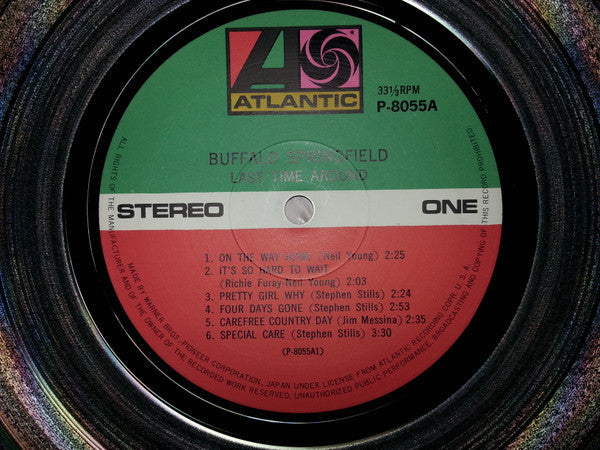 ATLANTIC
33⅓RPM
P-8055A
BUFFALO SPRINGFIELD
LAST TIME AROUND
STEREO
ONE
1. ON THE WAY HOME (Neil Young) 2:25
2. IT'S SO HARD TO WAIT
(Richie Furay-Neil Young) 2:03
3. PRETTY GIRL WHY (Stephen Stills) 2:24
4. FOUR DAYS GONE (Stephen Stills) 2:53
5. CAREFREE COUNTRY DAY (Jim Messina) 2:35
6. SPECIAL CARE (Stephen Stills) 3:30
(P-8055A1)
MADE BY WARNER BROS.-PIONEER CORPORATION, JAPAN UNDER LICENSE FROM ATLANTIC RECORDING CORP. U.S.A.
ALL RIGHTS OF THE MANUFACTURER AND OF THE OWNER OF THE RECORDED WORK RESERVED. UNAUTHORIZED PUBLIC PERFORMANCE, BROADCASTING AND COPYING OF THIS RECORD PROHIBITED.